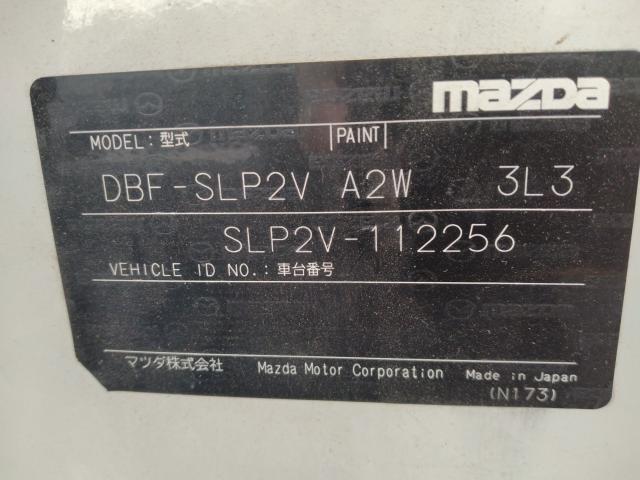 mazda
MODEL: 型式 PAINT
DBF-SLP2V A2W 3L3
SLP2V-112256
VEHICLE ID NO.: 車台番号
マツダ株式会社 Mazda Motor Corporation Made in Japan
(N173)